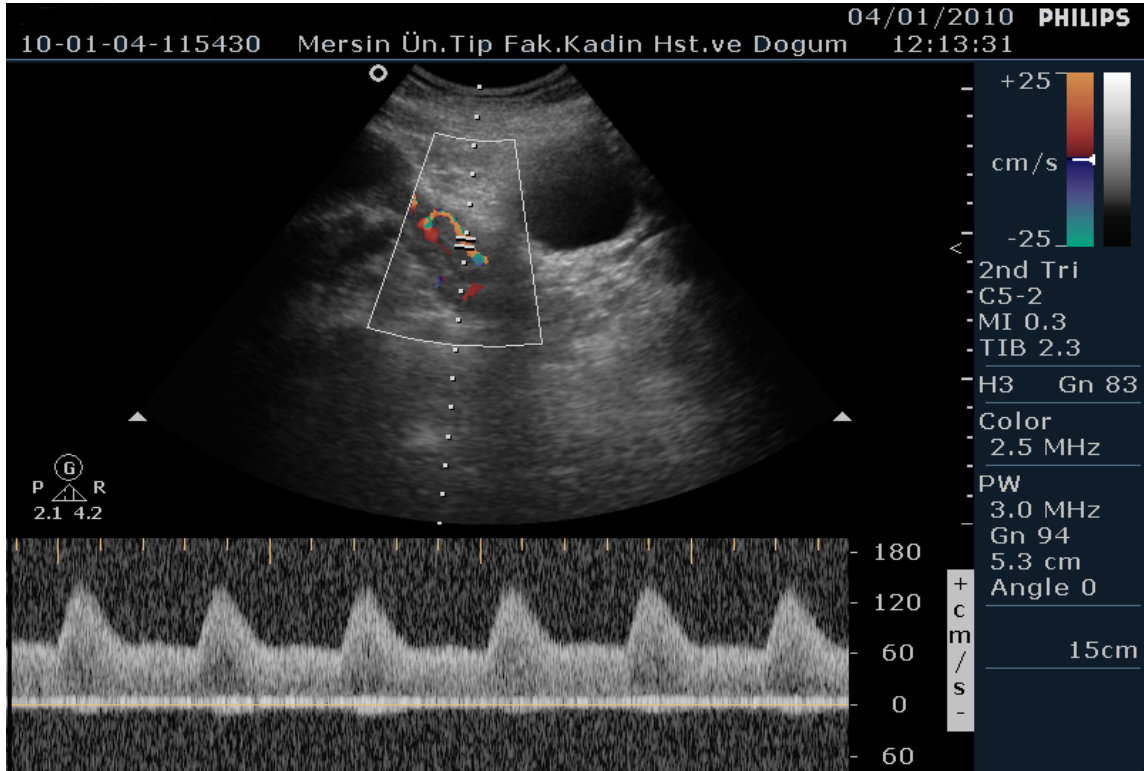 04/01/2010 PHILIPS
10-01-04-115430 Mersin Ün.Tip Fak.Kadin Hst.ve Dogum 12:13:31
+25
cm/s
-25
<
2nd Tri
C5-2
MI 0.3
TIB 2.3
H3 Gn 83
Color
2.5 MHz
PW
3.0 MHz
Gn 94
5.3 cm
Angle 0
15cm
G
P R
2.1 4.2
180
120
60
0
60
+
c
m
/
s
-